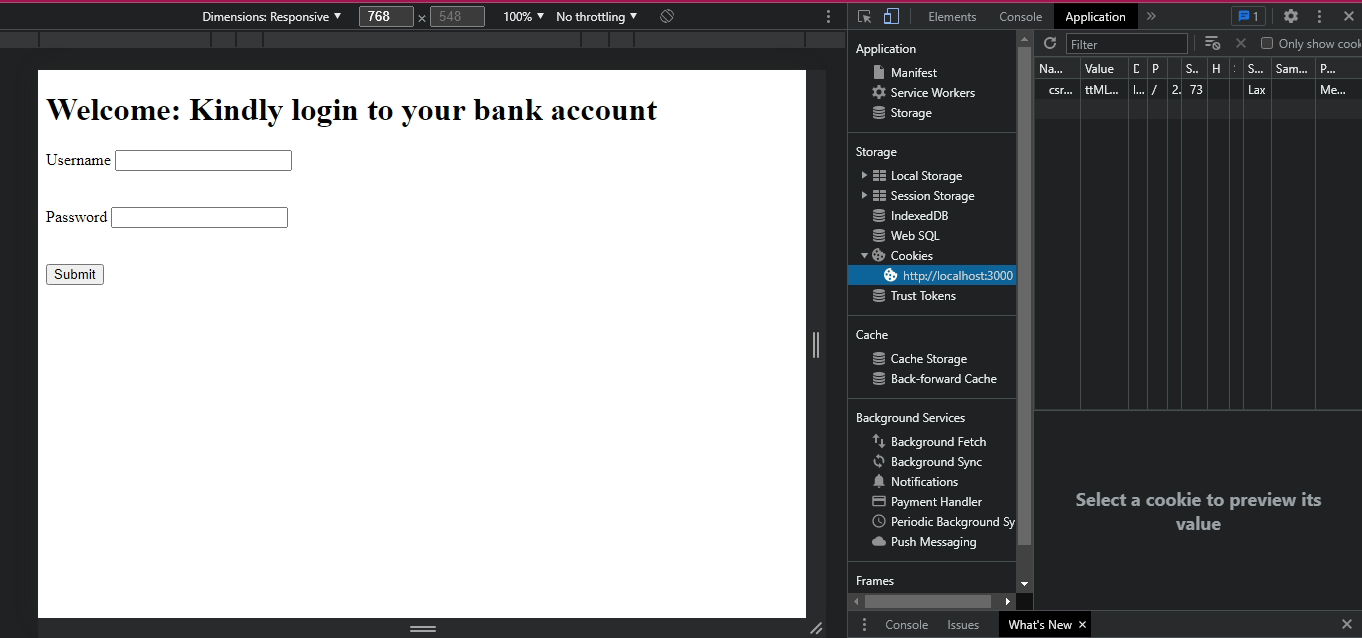 Dimensions: Responsive ▼ 768 × 548 100% ▼ No throttling ▼
Elements Console Application » 1
Welcome: Kindly login to your bank account
Username
Password
Submit
Application
Manifest
Service Workers
Storage
Storage
Local Storage
Session Storage
IndexedDB
Web SQL
Cookies
http://localhost:3000
Trust Tokens
Cache
Cache Storage
Back-forward Cache
Background Services
Background Fetch
Background Sync
Notifications
Payment Handler
Periodic Background Sy
Push Messaging
Frames
Filter Only show cook
Na... Value D P S.. H S... Sam... P...
csr... ttML... l... / 2. 73 Lax Me...
Select a cookie to preview its
value
Console Issues What's New ×